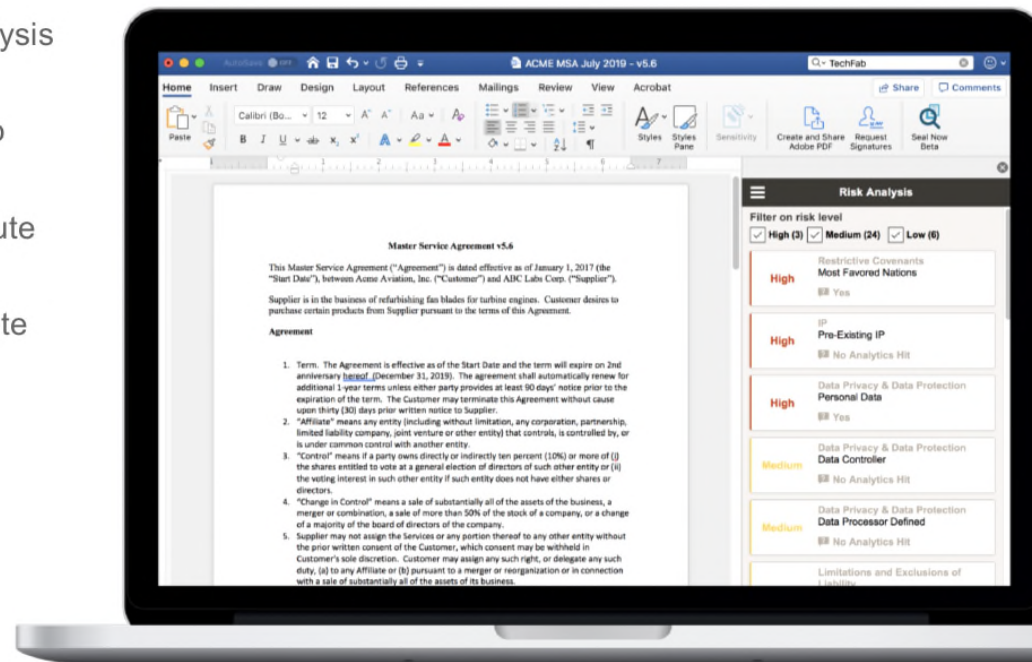 ysis
ute
te
AutoSave OFF
ACME MSA July 2019 - v5.6
TechFab
Home Insert Draw Design Layout References Mailings Review View Acrobat
Share Comments
Paste
Calibri (Bo... 12
Styles
Styles Pane
Sensitivity
Create and Share Adobe PDF
Request Signatures
Seal Now Beta
1 1 2 3 4 5 6 7
Master Service Agreement v5.6
This Master Service Agreement (“Agreement”) is dated effective as of January 1, 2017 (the
“Start Date”), between Acme Aviation, Inc. (“Customer”) and ABC Labs Corp. (“Supplier”).
Supplier is in the business of refurbishing fan blades for turbine engines. Customer desires to
purchase certain products from Supplier pursuant to the terms of this Agreement.
Agreement
1. Term. The Agreement is effective as of the Start Date and the term will expire on 2nd
anniversary hereof (December 31, 2019). The agreement shall automatically renew for
additional 1-year terms unless either party provides at least 90 days’ notice prior to the
expiration of the term. The Customer may terminate this Agreement without cause
upon thirty (30) days prior written notice to Supplier.
2. “Affiliate” means any entity (including without limitation, any corporation, partnership,
limited liability company, joint venture or other entity) that controls, is controlled by, or
is under common control with another entity.
3. “Control” means if a party owns directly or indirectly ten percent (10%) or more of (i)
the shares entitled to vote at a general election of directors of such other entity or (ii)
the voting interest in such other entity if such entity does not have either shares or
directors.
4. “Change in Control” means a sale of substantially all of the assets of the business, a
merger or combination, a sale of more than 50% of the stock of a company, or a change
of a majority of the board of directors of the company.
5. Supplier may not assign the Services or any portion thereof to any other entity without
the prior written consent of the Customer, which consent may be withheld in
Customer’s sole discretion. Customer may assign any such right, or delegate any such
duty, (a) to any Affiliate or (b) pursuant to a merger or reorganization or in connection
with a sale of substantially all of the assets of its business.
Risk Analysis
Filter on risk level
High (3) Medium (24) Low (6)
Restrictive Covenants
High Most Favored Nations
Yes
IP
High Pre-Existing IP
No Analytics Hit
Data Privacy & Data Protection
High Personal Data
Yes
Data Privacy & Data Protection
Medium Data Controller
No Analytics Hit
Data Privacy & Data Protection
Medium Data Processor Defined
No Analytics Hit
Limitations and Exclusions of
Liability